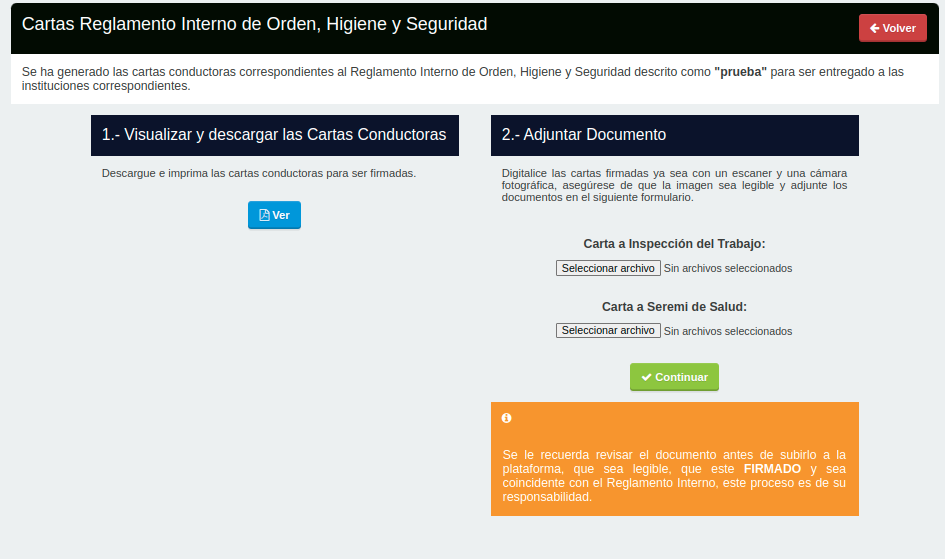 Cartas Reglamento Interno de Orden, Higiene y Seguridad
Volver
Se ha generado las cartas conductoras correspondientes al Reglamento Interno de Orden, Higiene y Seguridad descrito como "prueba" para ser entregado a las
instituciones correspondientes.
1.- Visualizar y descargar las Cartas Conductoras
Descargue e imprima las cartas conductoras para ser firmadas.
Ver
2.- Adjuntar Documento
Digitalice las cartas firmadas ya sea con un escaner y una cámara
fotográfica, asegúrese de que la imagen sea legible y adjunte los
documentos en el siguiente formulario.
Carta a Inspección del Trabajo:
Seleccionar archivo Sin archivos seleccionados
Carta a Seremi de Salud:
Seleccionar archivo Sin archivos seleccionados
Continuar
Se le recuerda revisar el documento antes de subirlo a la
plataforma, que sea legible, que este FIRMADO y sea
coincidente con el Reglamento Interno, este proceso es de su
responsabilidad.